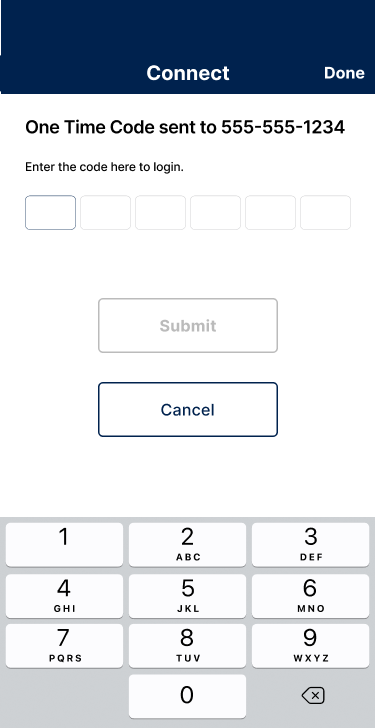 Connect
Done
One Time Code sent to 555-555-1234
Enter the code here to login.
Submit
Cancel
1
2
3
ABC
DEF
4
5
6
GHI
JKL
MNO
7
8
9
PQRS
TUV
WXYZ
0